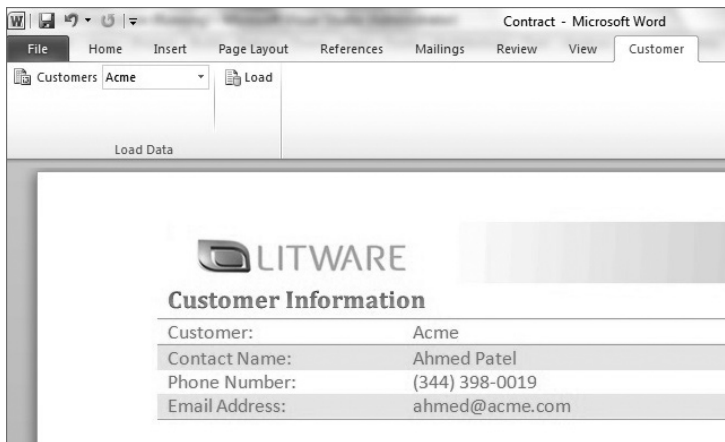 Contract - Microsoft Word
File Home Insert Page Layout References Mailings Review View Customer
Customers Acme Load
Load Data
LITWARE
Customer Information
Customer: Acme
Contact Name: Ahmed Patel
Phone Number: (344) 398-0019
Email Address: ahmed@acme.com